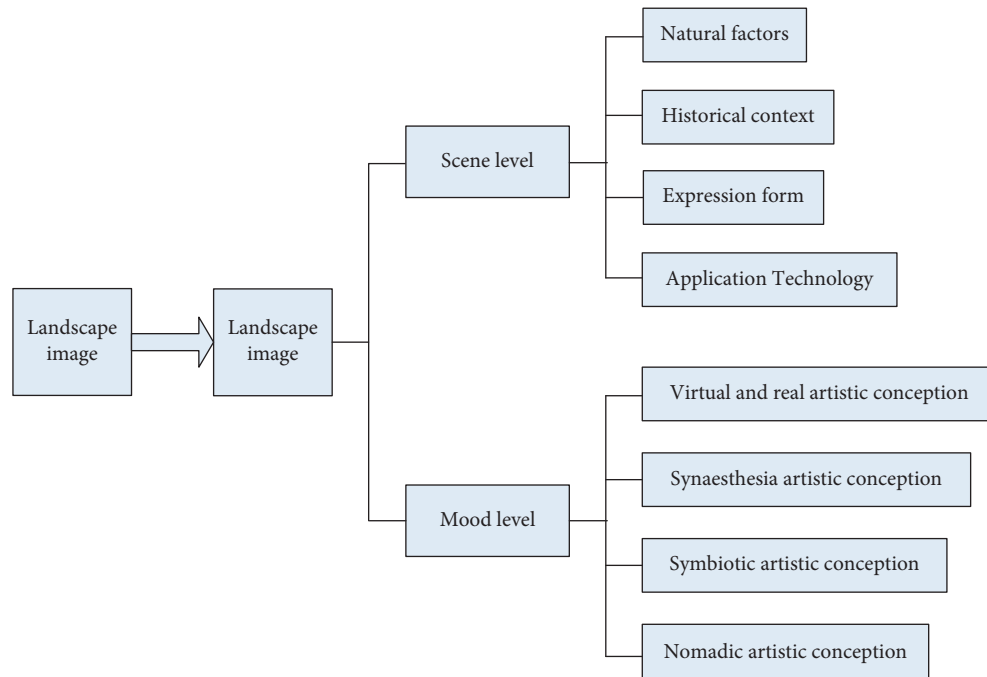 Landscape
image
Landscape
image
Scene level
Natural factors
Historical context
Expression form
Application Technology
Mood level
Virtual and real artistic conception
Synaesthesia artistic conception
Symbiotic artistic conception
Nomadic artistic conception